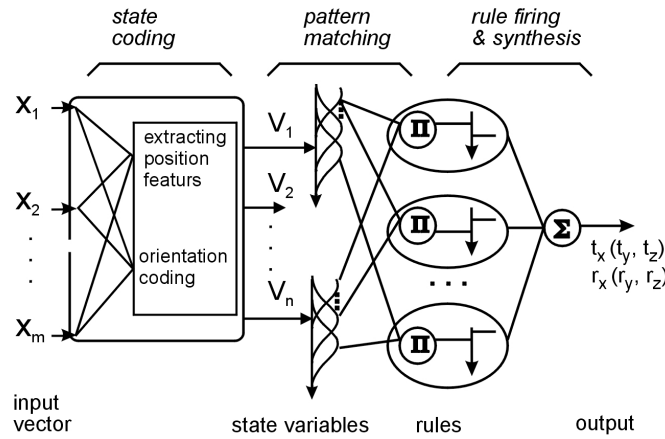 state
coding
pattern
matching
rule firing
& synthesis
X1
X2
Xm
extracting
position
featurs
orientation
coding
V1
V2
Vn
Π
Π
Π
Σ
tx (ty, tz)
rx (ry, rz)
input
vector
state variables
rules
output